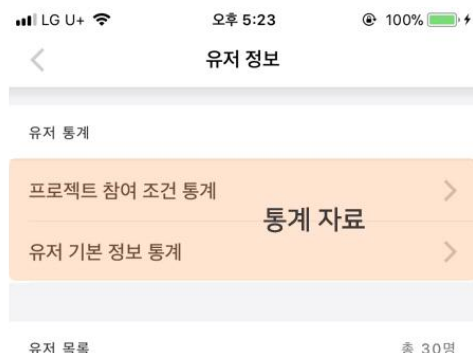 LG U+ 오후 5:23 100%
유저 정보
유저 통계
프로젝트 참여 조건 통계
통계 자료
유저 기본 정보 통계
유저 목록 총 30명